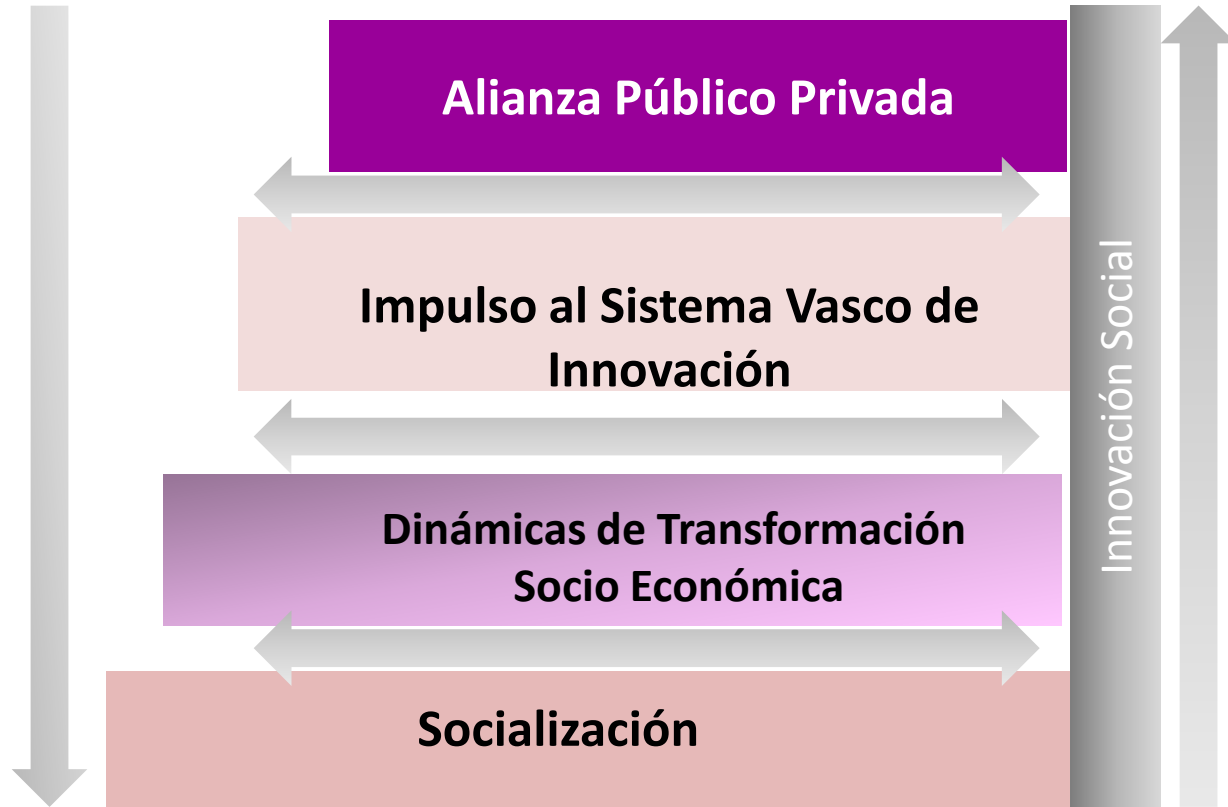 Alianza Público Privada
Impulso al Sistema Vasco de
Innovación
Dinámicas de Transformación
Socio Económica
Socialización
Innovación Social